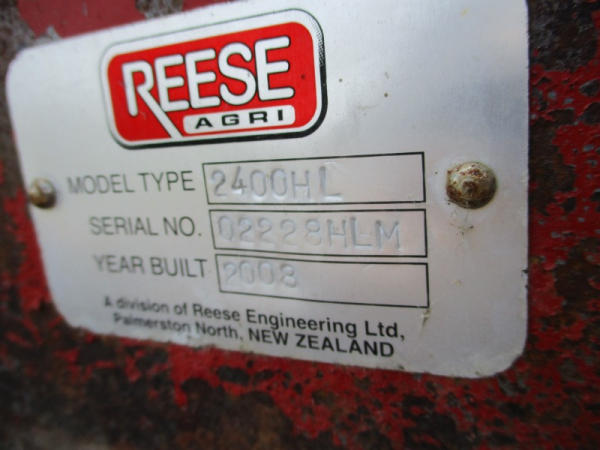 REESE
AGRI
MODEL TYPE 2400HL
SERIAL NO. 02228HLM
YEAR BUILT 2008
A division of Reese Engineering Ltd,
Palmerston North, NEW ZEALAND